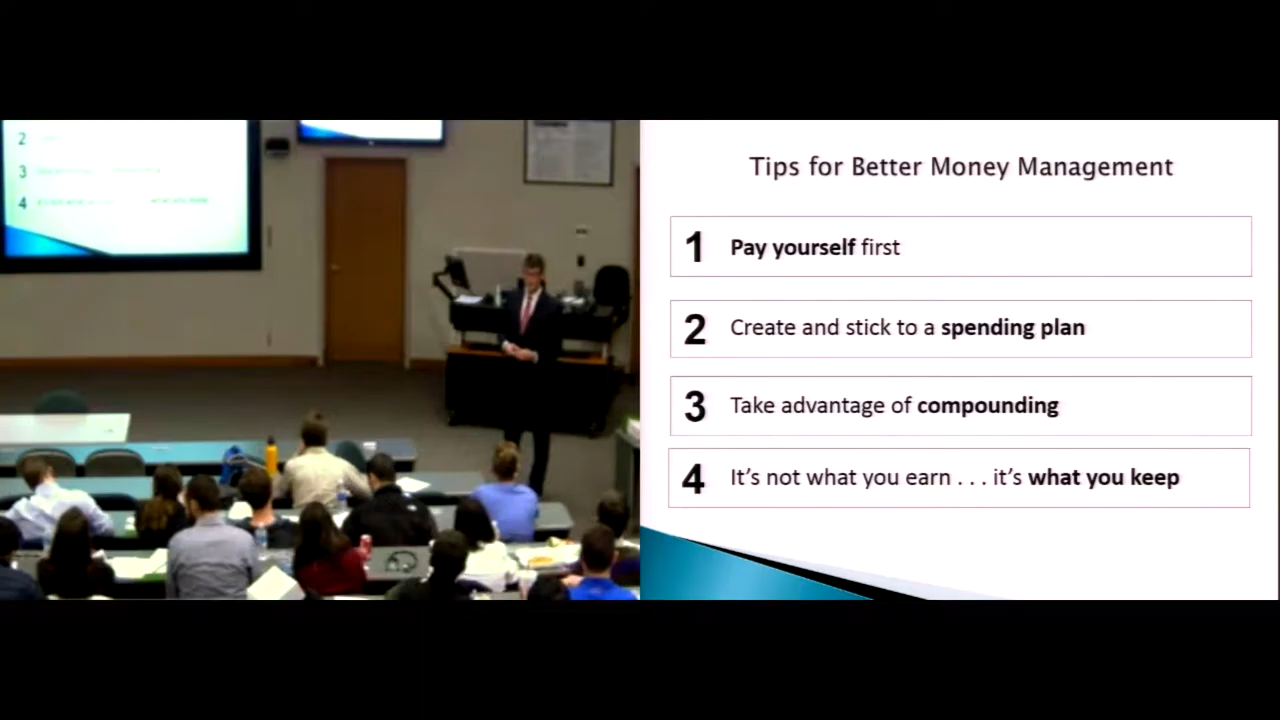 Tips for Better Money Management
1 Pay yourself first
2 Create and stick to a spending plan
3 Take advantage of compounding
4 It's not what you earn . . . it's what you keep
2
3
4